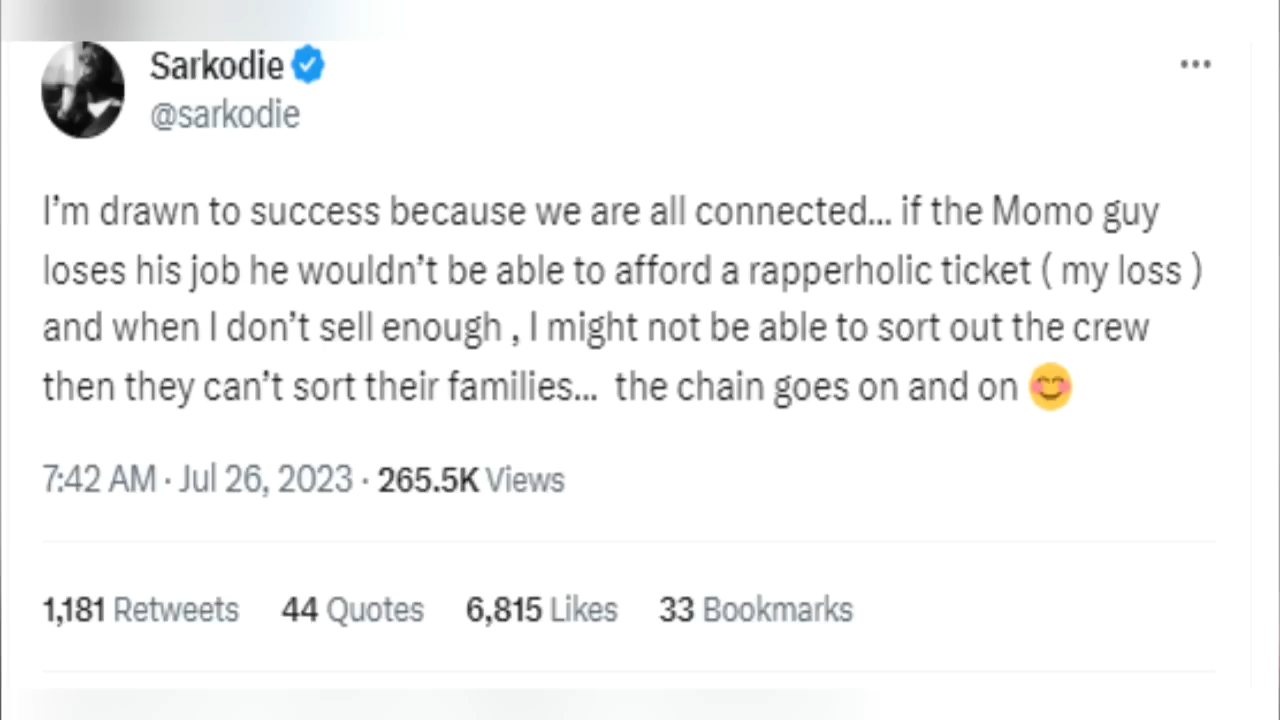 Sarkodie
@sarkodie
I’m drawn to success because we are all connected... if the Momo guy
loses his job he wouldn’t be able to afford a rapperholic ticket ( my loss )
and when I don’t sell enough , I might not be able to sort out the crew
then they can’t sort their families... the chain goes on and on 😊
7:42 AM · Jul 26, 2023 · 265.5K Views
1,181 Retweets 44 Quotes 6,815 Likes 33 Bookmarks